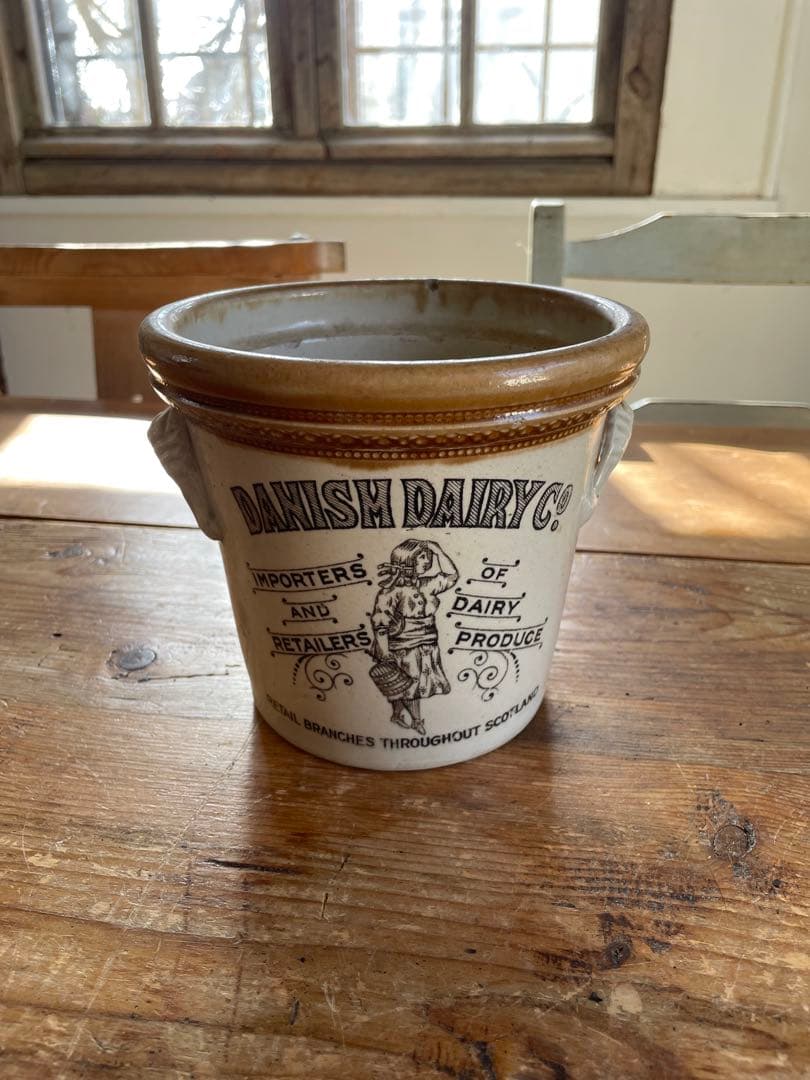 DANISH DAIRY Co.
IMPORTERS
AND
RETAILERS
OF
DAIRY
PRODUCE
RETAIL BRANCHES THROUGHOUT SCOTLAND